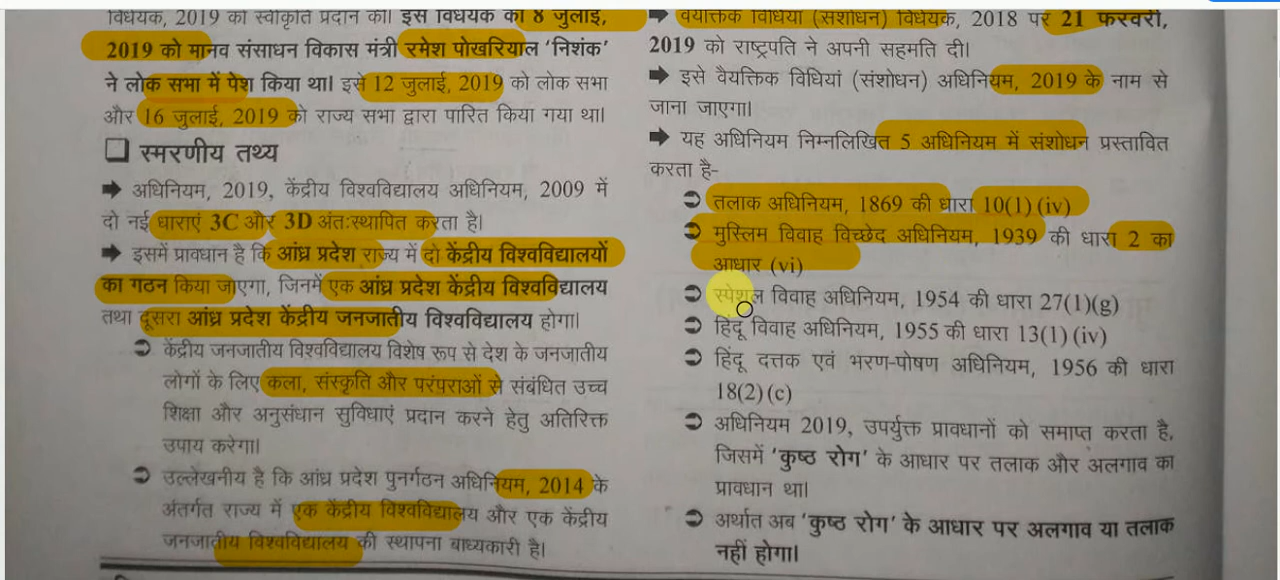 विधेयक, 2019 को स्वीकृति प्रदान की। इस विधेयक को 8 जुलाई,
2019 को मानव संसाधन विकास मंत्री रमेश पोखरियाल 'निशंक'
ने लोक सभा में पेश किया था। इसे 12 जुलाई, 2019 को लोक सभा
और 16 जुलाई, 2019 को राज्य सभा द्वारा पारित किया गया था।
स्मरणीय तथ्य
➡ अधिनियम, 2019, केंद्रीय विश्वविद्यालय अधिनियम, 2009 में
दो नई धाराएं 3C और 3D अंतःस्थापित करता है।
➡ इसमें प्रावधान है कि आंध्र प्रदेश राज्य में दो केंद्रीय विश्वविद्यालयों
का गठन किया जाएगा, जिनमें एक आंध्र प्रदेश केंद्रीय विश्वविद्यालय
तथा दूसरा आंध्र प्रदेश केंद्रीय जनजातीय विश्वविद्यालय होगा।
केंद्रीय जनजातीय विश्वविद्यालय विशेष रूप से देश के जनजातीय
लोगों के लिए कला, संस्कृति और परंपराओं से संबंधित उच्च
शिक्षा और अनुसंधान सुविधाएं प्रदान करने हेतु अतिरिक्त
उपाय करेगा।
उल्लेखनीय है कि आंध्र प्रदेश पुनर्गठन अधिनियम, 2014 के
अंतर्गत राज्य में एक केंद्रीय विश्वविद्यालय और एक केंद्रीय
जनजातीय विश्वविद्यालय की स्थापना बाध्यकारी है।
➡ वैयक्तिक विधियां (संशोधन) विधेयक, 2018 पर 21 फरवरी,
2019 को राष्ट्रपति ने अपनी सहमति दी।
➡ इसे वैयक्तिक विधियां (संशोधन) अधिनियम, 2019 के नाम से
जाना जाएगा।
➡ यह अधिनियम निम्नलिखित 5 अधिनियम में संशोधन प्रस्तावित
करता है-
तलाक अधिनियम, 1869 की धारा 10(1)(iv)
मुस्लिम विवाह विच्छेद अधिनियम, 1939 की धारा 2 का
आधार (vi)
स्पेशल विवाह अधिनियम, 1954 की धारा 27(1)(g)
हिंदू विवाह अधिनियम, 1955 की धारा 13(1)(iv)
हिंदू दत्तक एवं भरण-पोषण अधिनियम, 1956 की धारा
18(2)(c)
अधिनियम 2019, उपर्युक्त प्रावधानों को समाप्त करता है,
जिसमें 'कुष्ठ रोग' के आधार पर तलाक और अलगाव का
प्रावधान था।
अर्थात अब 'कुष्ठ रोग' के आधार पर अलगाव या तलाक
नहीं होगा।